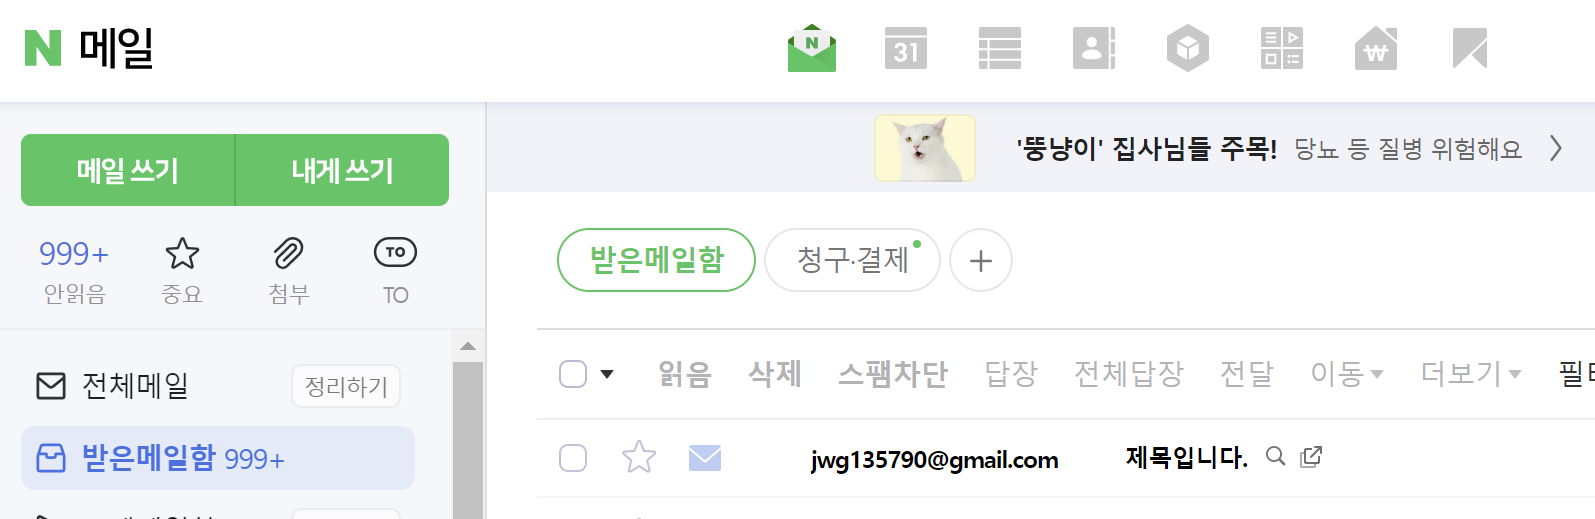 N 메일
N 31
메일 쓰기 내게 쓰기
'뚱냥이' 집사님들 주목! 당뇨 등 질병 위험해요
999+ TO
안읽음 중요 첨부 TO
받은메일함 청구·결제 +
전체메일 정리하기
읽음 삭제 스팸차단 답장 전체답장 전달 이동 더보기
받은메일함 999+
jwg135790@gmail.com 제목입니다.